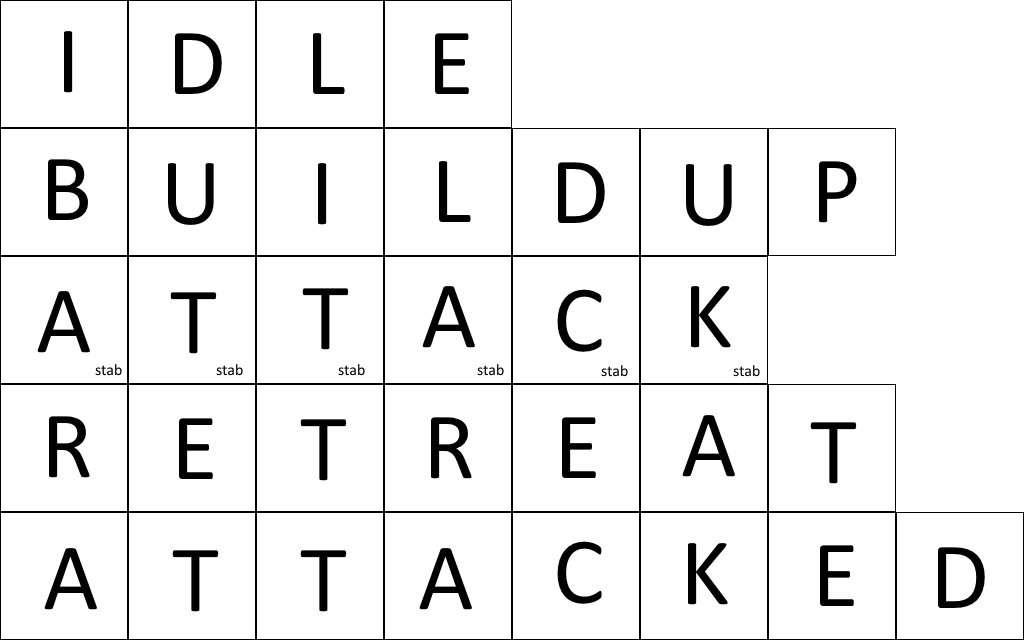 I D L E
B U I L D U P
A T T A C K
stab stab stab stab stab stab
R E T R E A T
A T T A C K E D